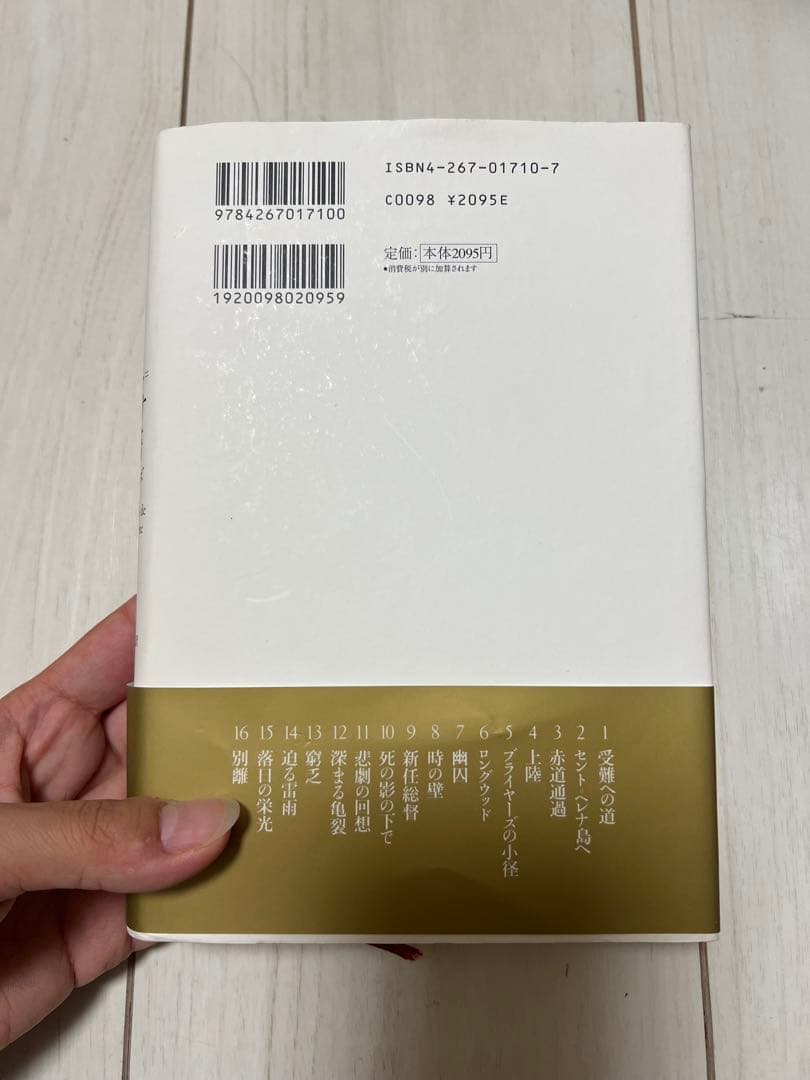 ISBN4-267-01710-7
C0098 ¥2095E
9784267017100
定価：本体2095円
●消費税が別に加算されます
1920098020959
1 受難への道
2 セント=ヘレナ島へ
3 赤道通過
4 上陸
5 ブライヤーズの小径
6 ロングウッド
7 幽囚
8 時の壁
9 新任総督
10 死の影の下で
11 悲劇の回想
12 深まる亀裂
13 窮乏
14 迫る雷雨
15 落日の栄光
16 別離